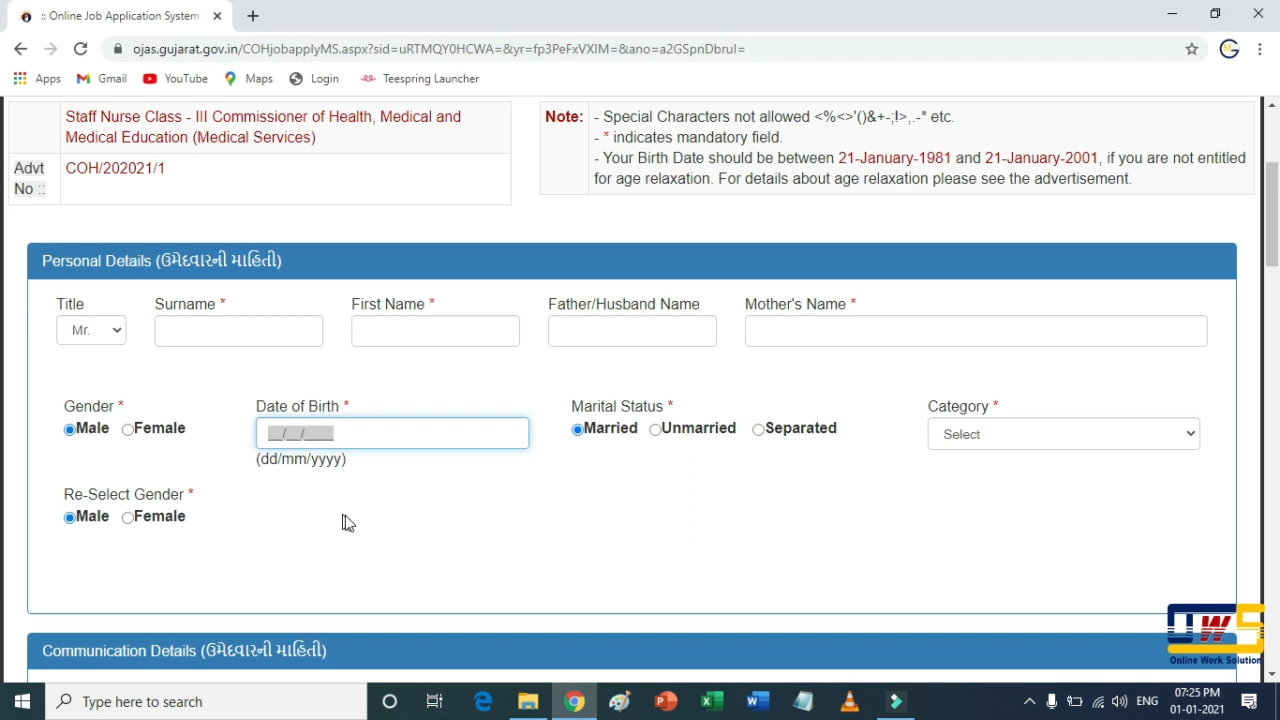 :: Online Job Application System
ojas.gujarat.gov.in/COHjobapplyMS.aspx?sid=uRTMQY0HCWA=&yr=fp3PeFxVXIM=&ano=a2GSpnDbruI=
Apps Gmail YouTube Maps Login Teespring Launcher
Staff Nurse Class - III Commissioner of Health, Medical and
Medical Education (Medical Services)
Advt No :: COH/202021/1
Note: - Special Characters not allowed <%<>'()&+-;!>,.-* etc.
- * indicates mandatory field.
- Your Birth Date should be between 21-January-1981 and 21-January-2001, if you are not entitled
for age relaxation. For details about age relaxation please see the advertisement.
Personal Details (ઉમેદવારની માહિતી)
Title Surname * First Name * Father/Husband Name Mother's Name *
Mr.
Gender * Date of Birth * Marital Status * Category *
Male Female __/__/____ Married Unmarried Separated Select
(dd/mm/yyyy)
Re-Select Gender *
Male Female
Communication Details (ઉમેદવારની માહિતી)
OWS
Online Work Solution
Type here to search
ENG
07:25 PM
01-01-2021